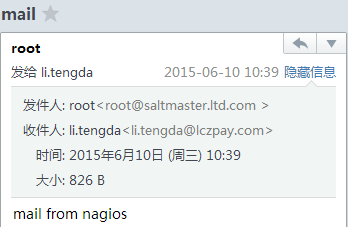 mail
root
发给 li.tengda 2015-06-10 10:39 隐藏信息
发件人: root<root@saltmaster.ltd.com >
收件人: li.tengda<li.tengda@lczpay.com>
时间: 2015年6月10日 (周三) 10:39
大小: 826 B
mail from nagios